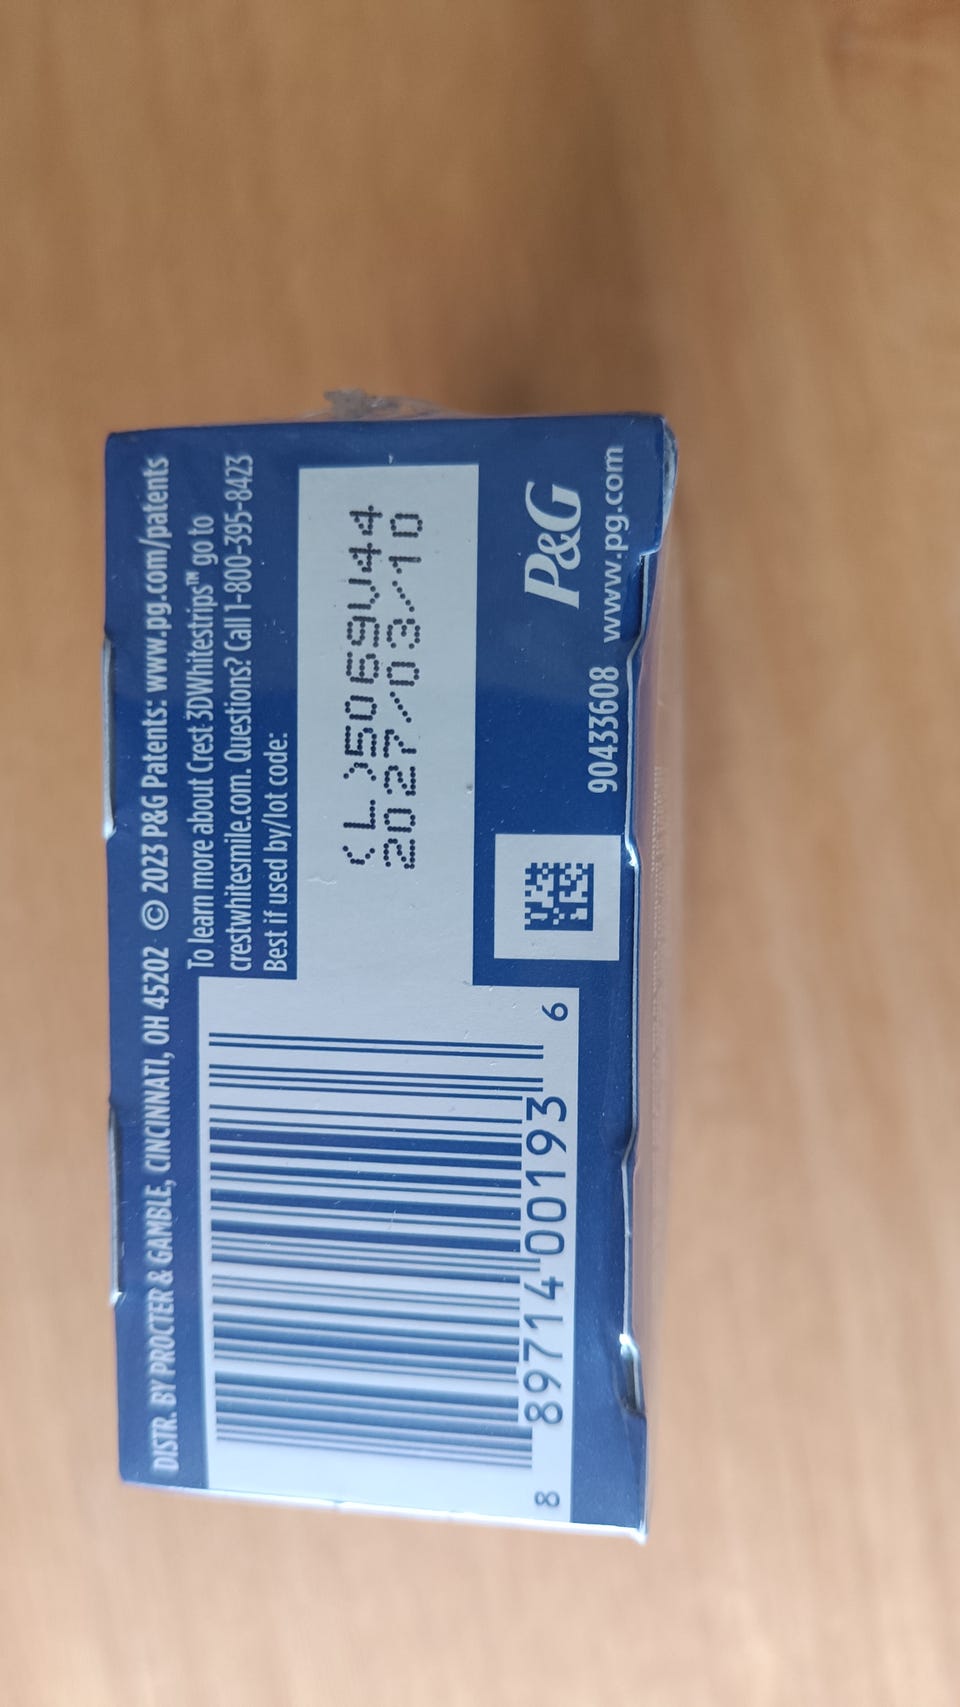 DISTR. BY PROCTER & GAMBLE, CINCINNATI, OH 45202 © 2023 P&G Patents: www.pg.com/patents
To learn more about Crest 3DWhitestrips™ go to
crestwhitesmile.com. Questions? Call 1-800-395-8423
Best if used by/lot code:
(L)5069V44
2027/03/10
8 89714 00193 6
90433608
P&G
www.pg.com